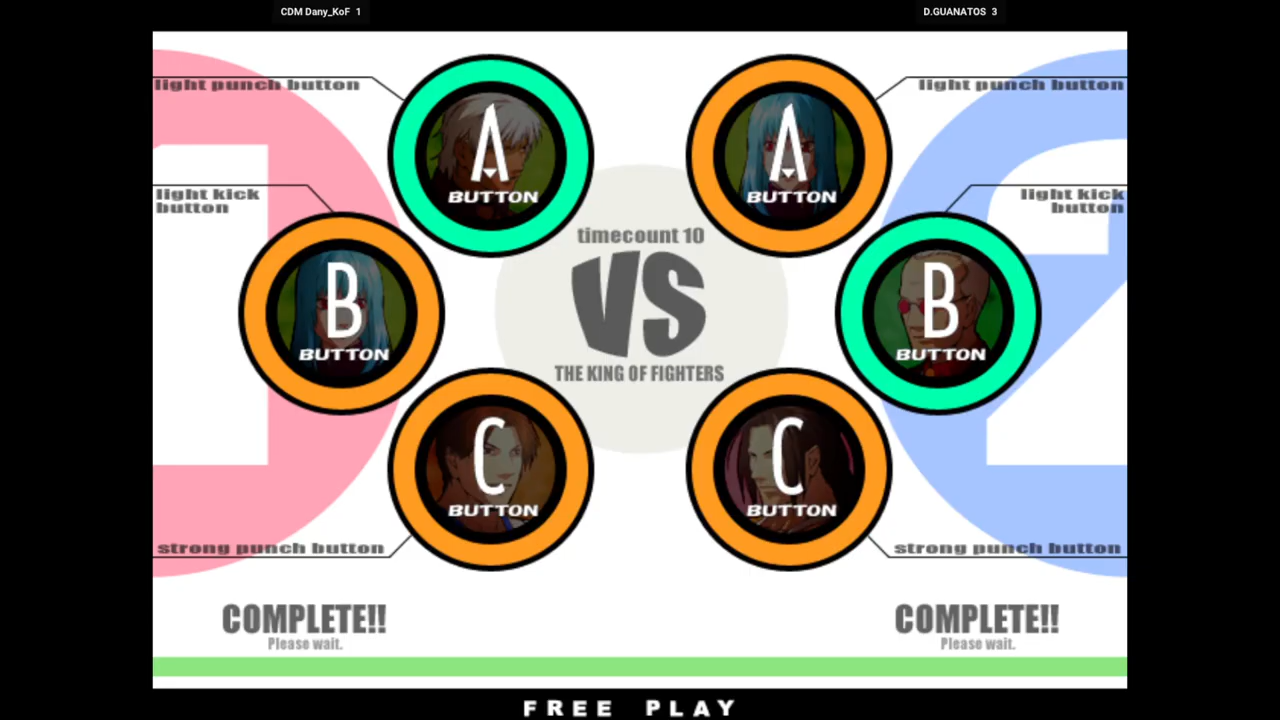 CDM Dany_KoF 1
D.GUANATOS 3
light punch button
light punch button
A
BUTTON
A
BUTTON
light kick
button
light kick
button
1
2
timecount 10
VS
THE KING OF FIGHTERS
B
BUTTON
B
BUTTON
C
BUTTON
C
BUTTON
strong punch button
strong punch button
COMPLETE!!
Please wait.
COMPLETE!!
Please wait.
FREE PLAY